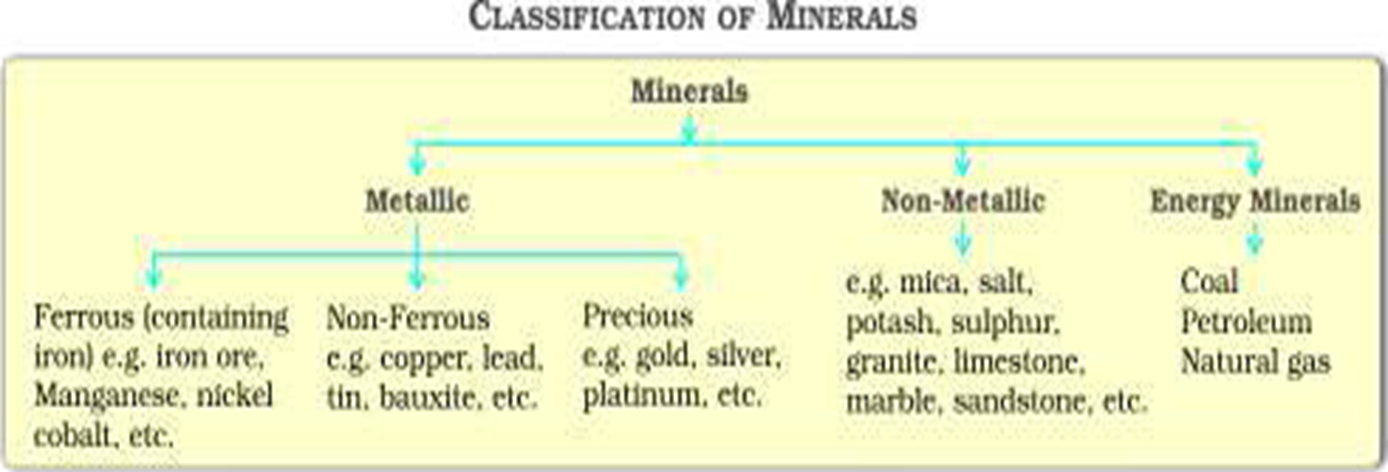 CLASSIFICATION OF MINERALS
Minerals
Metallic
Non-Metallic
Energy Minerals
Ferrous (containing
iron) e.g. iron ore,
Manganese, nickel
cobalt, etc.
Non-Ferrous
e.g. copper, lead,
tin, bauxite, etc.
Precious
e.g. gold, silver,
platinum, etc.
e.g. mica, salt,
potash, sulphur,
granite, limestone,
marble, sandstone, etc.
Coal
Petroleum
Natural gas